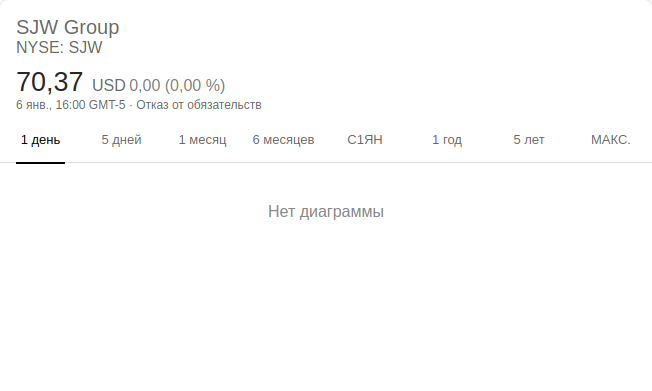 SJW Group
NYSE: SJW
70,37 USD 0,00 (0,00 %)
6 янв., 16:00 GMT-5 · Отказ от обязательств
1 день 5 дней 1 месяц 6 месяцев С1ЯН 1 год 5 лет МАКС.
Нет диаграммы